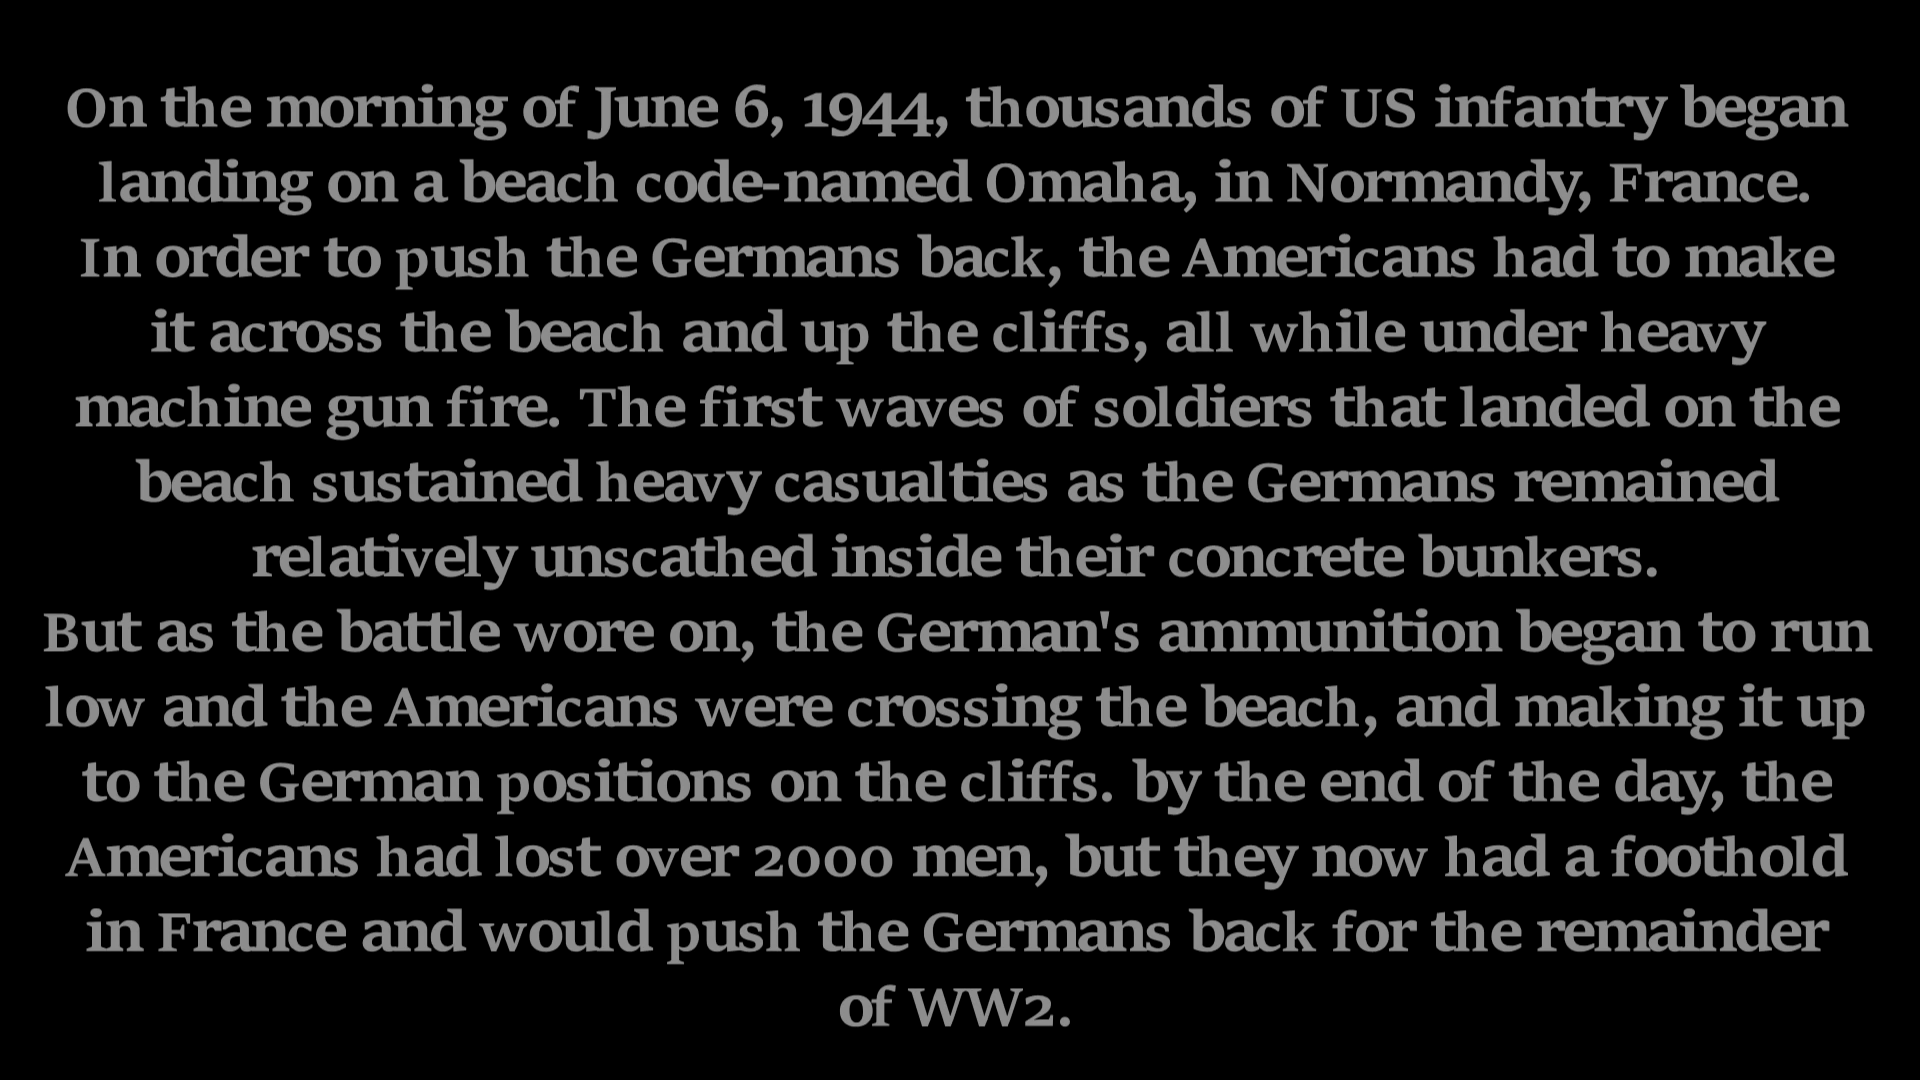 On the morning of June 6, 1944, thousands of US infantry began
landing on a beach code-named Omaha, in Normandy, France.
In order to push the Germans back, the Americans had to make
it across the beach and up the cliffs, all while under heavy
machine gun fire. The first waves of soldiers that landed on the
beach sustained heavy casualties as the Germans remained
relatively unscathed inside their concrete bunkers.
But as the battle wore on, the German's ammunition began to run
low and the Americans were crossing the beach, and making it up
to the German positions on the cliffs. by the end of the day, the
Americans had lost over 2000 men, but they now had a foothold
in France and would push the Germans back for the remainder
of WW2.